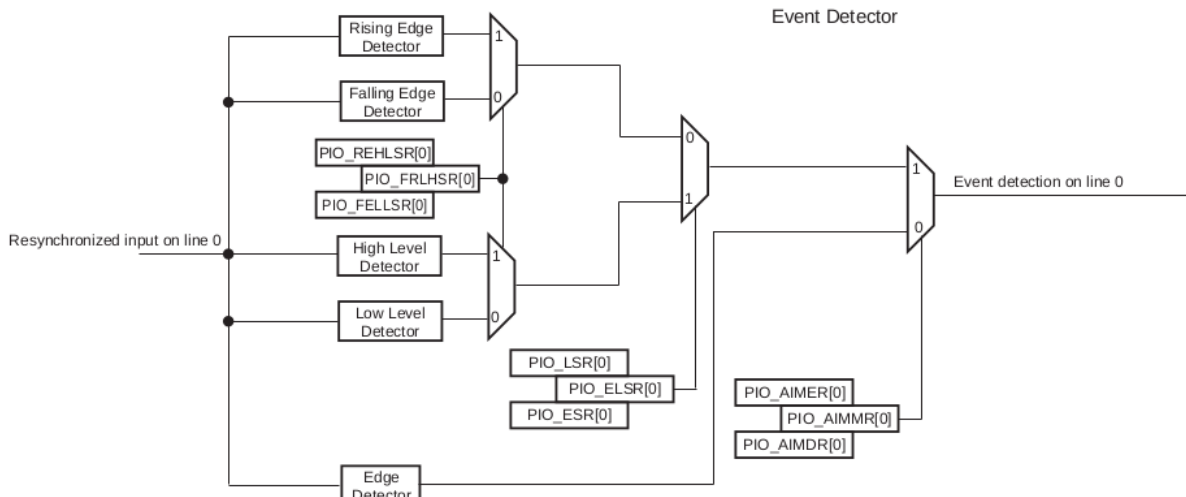 Event Detector
Rising Edge
Detector
1
Falling Edge
Detector
0
PIO_REHLSR[0]
PIO_FRLHSR[0]
PIO_FELLSR[0]
0
1
1
0
Event detection on line 0
Resynchronized input on line 0
High Level
Detector
1
Low Level
Detector
0
PIO_LSR[0]
PIO_ELSR[0]
PIO_ESR[0]
PIO_AIMER[0]
PIO_AIMMR[0]
PIO_AIMDR[0]
Edge
Detector